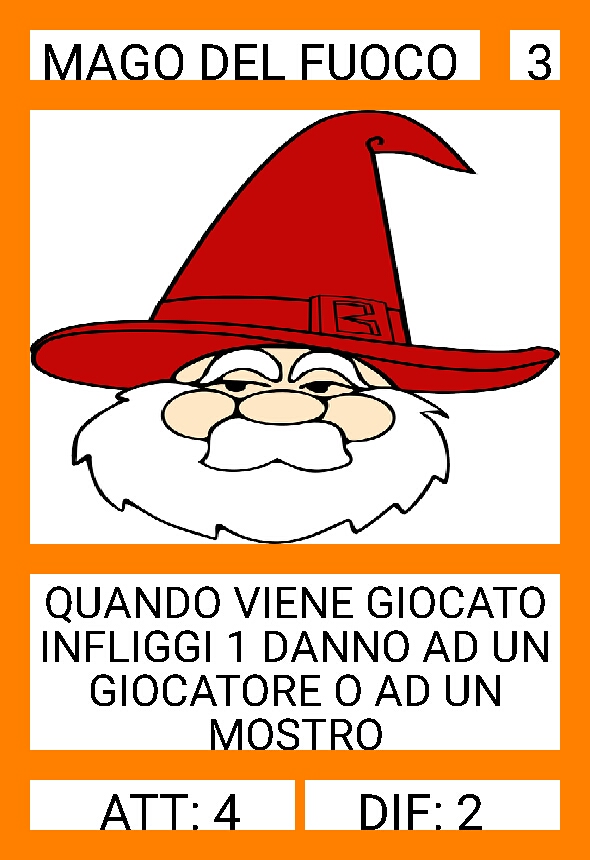 MAGO DEL FUOCO 3
QUANDO VIENE GIOCATO
INFLIGGI 1 DANNO AD UN
GIOCATORE O AD UN
MOSTRO
ATT: 4 DIF: 2